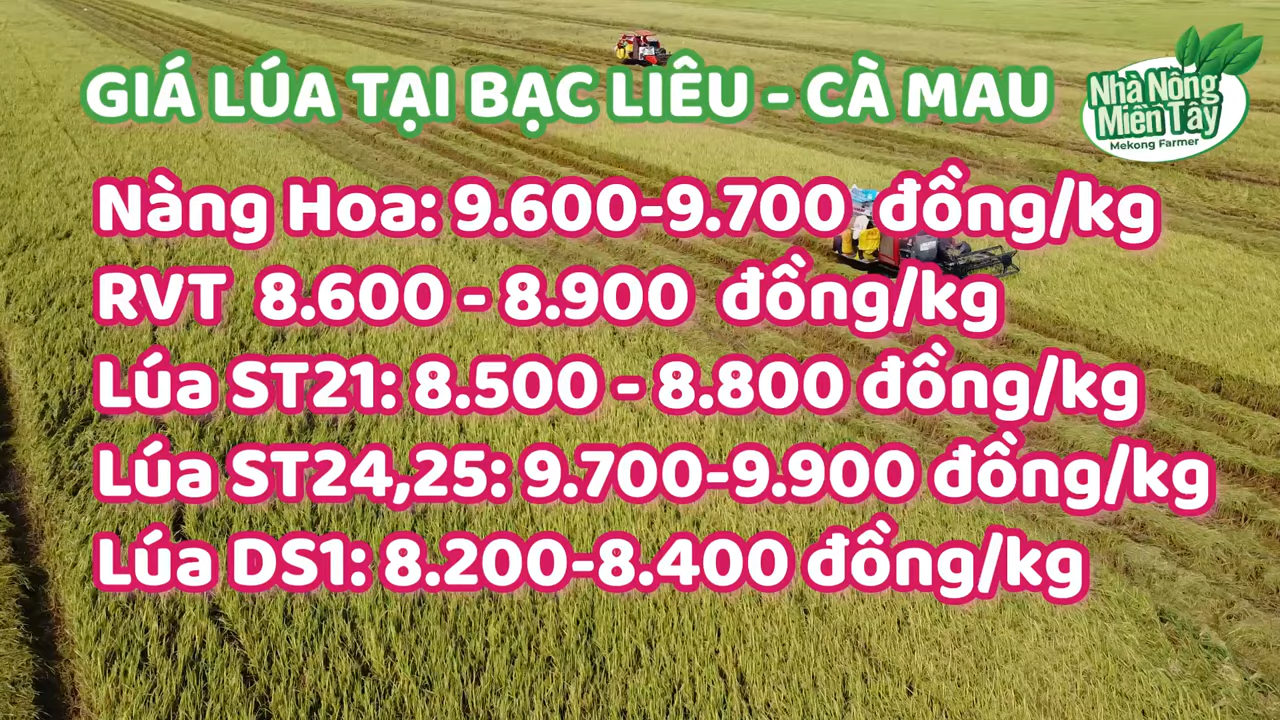 GIÁ LÚA TẠI BẠC LIÊU - CÀ MAU
Nhà Nông
Miền Tây
Mekong Farmer
Nàng Hoa: 9.600-9.700 đồng/kg
RVT 8.600 - 8.900 đồng/kg
Lúa ST21: 8.500 - 8.800 đồng/kg
Lúa ST24,25: 9.700-9.900 đồng/kg
Lúa DS1: 8.200-8.400 đồng/kg